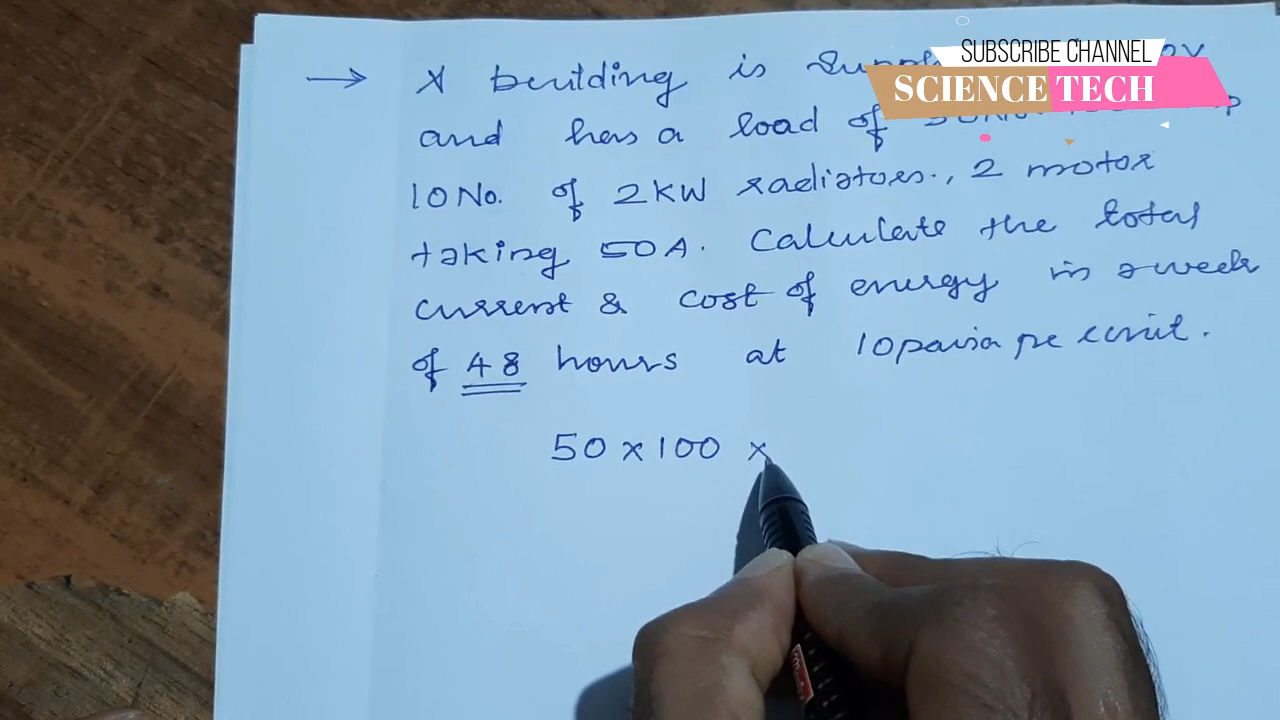 SUBSCRIBE CHANNEL
SCIENCE TECH
→ A building is
and has a load of
10 No. of 2KW radiators., 2 motor
taking 50A. Calculate the total
current & cost of energy in a week
of 48 hours at 10 paisa pe unit.
50 × 100 ×